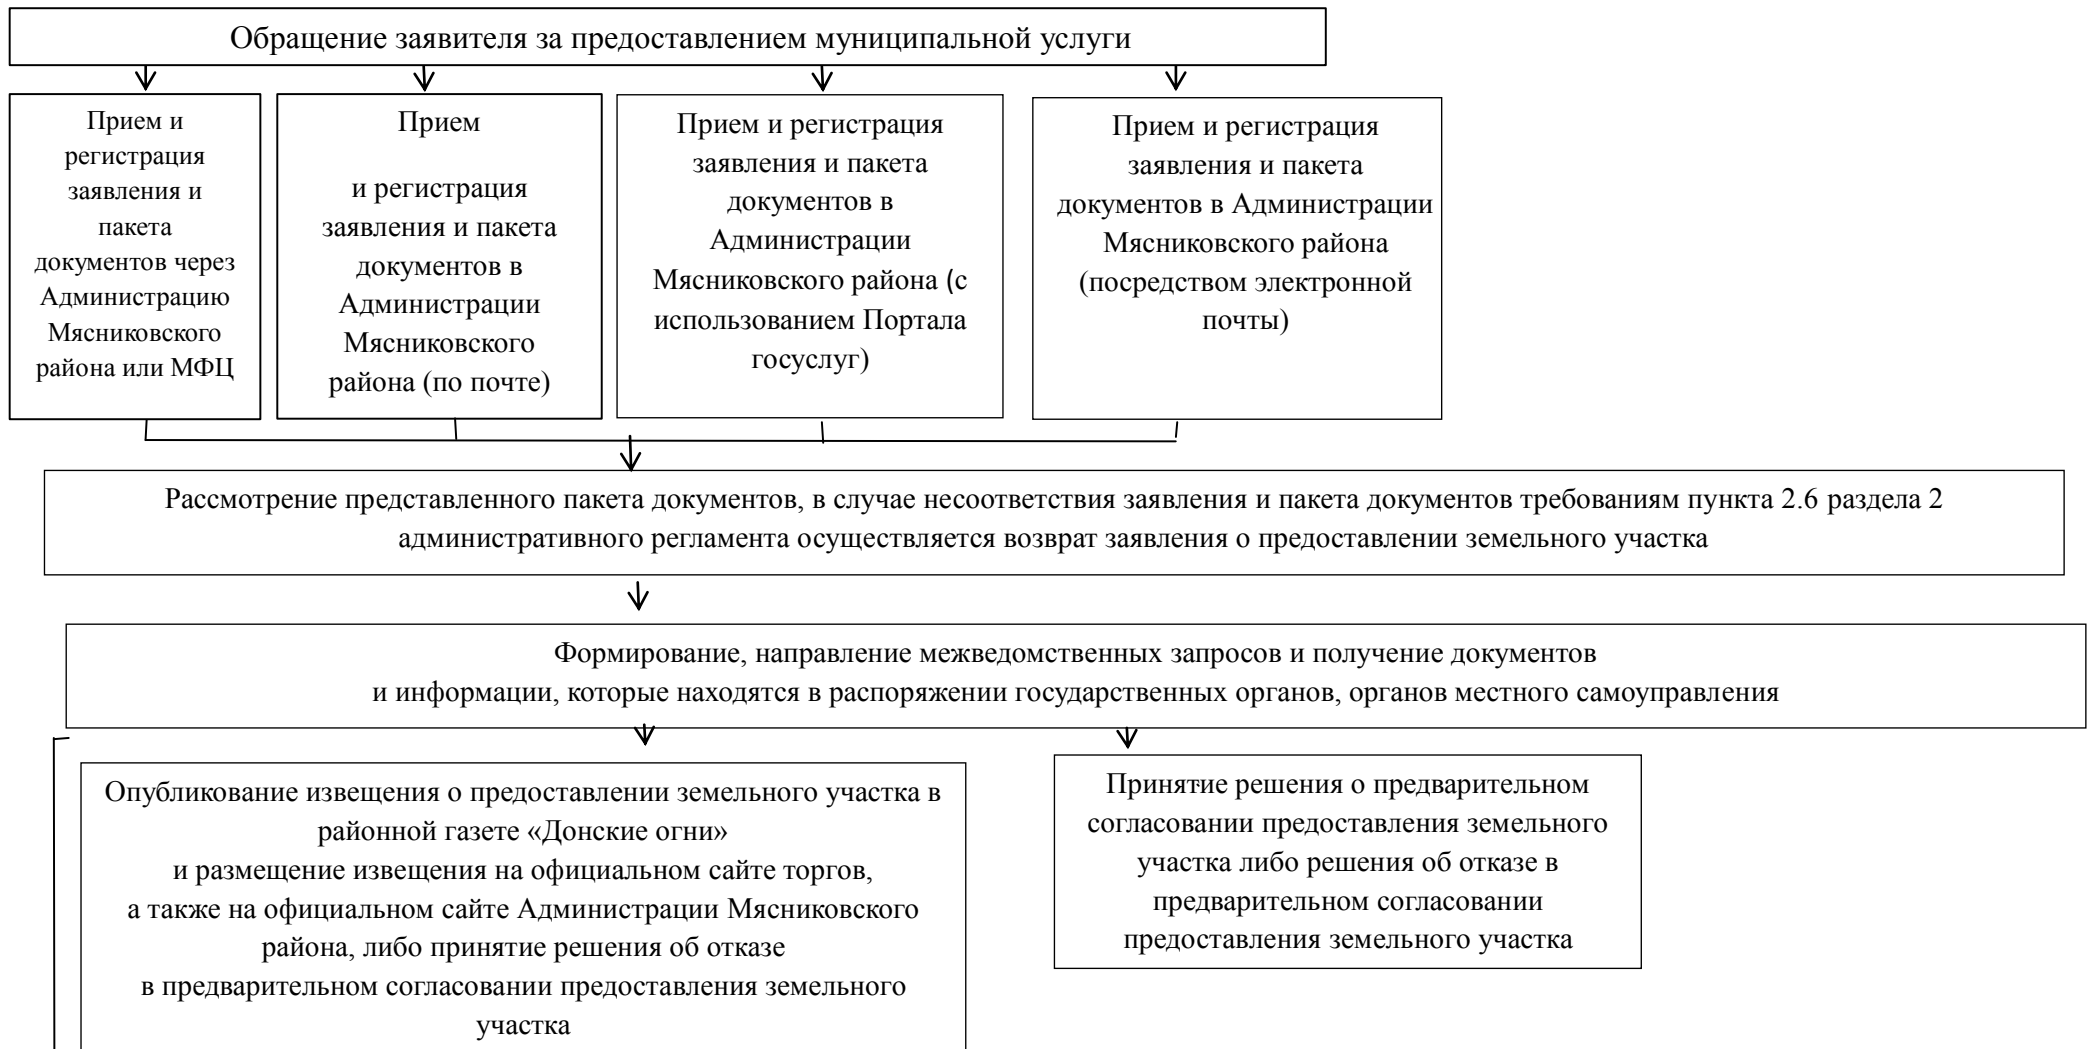 Обращение заявителя за предоставлением муниципальной услуги
Прием и
регистрация
заявления и
пакета
документов через
Администрацию
Мясниковского
района или МФЦ
Прием
и регистрация
заявления и пакета
документов в
Администрации
Мясниковского
района (по почте)
Прием и регистрация
заявления и пакета
документов в
Администрации
Мясниковского района (с
использованием Портала
госуслуг)
Прием и регистрация
заявления и пакета
документов в Администрации
Мясниковского района
(посредством электронной
почты)
Рассмотрение представленного пакета документов, в случае несоответствия заявления и пакета документов требованиям пункта 2.6 раздела 2
административного регламента осуществляется возврат заявления о предоставлении земельного участка
Формирование, направление межведомственных запросов и получение документов
и информации, которые находятся в распоряжении государственных органов, органов местного самоуправления
Опубликование извещения о предоставлении земельного участка в
районной газете «Донские огни»
и размещение извещения на официальном сайте торгов,
а также на официальном сайте Администрации Мясниковского
района, либо принятие решения об отказе
в предварительном согласовании предоставления земельного
участка
Принятие решения о предварительном
согласовании предоставления земельного
участка либо решения об отказе в
предварительном согласовании
предоставления земельного участка